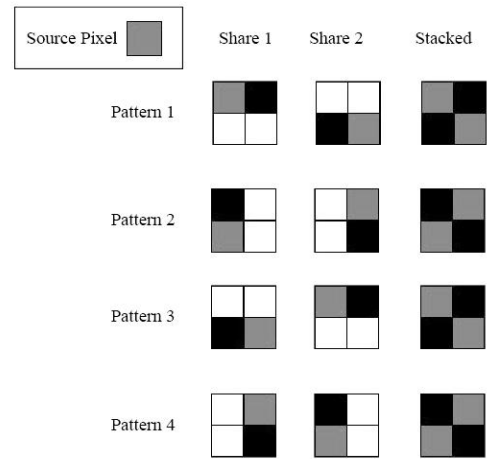 Source Pixel
Share 1 Share 2 Stacked
Pattern 1
Pattern 2
Pattern 3
Pattern 4